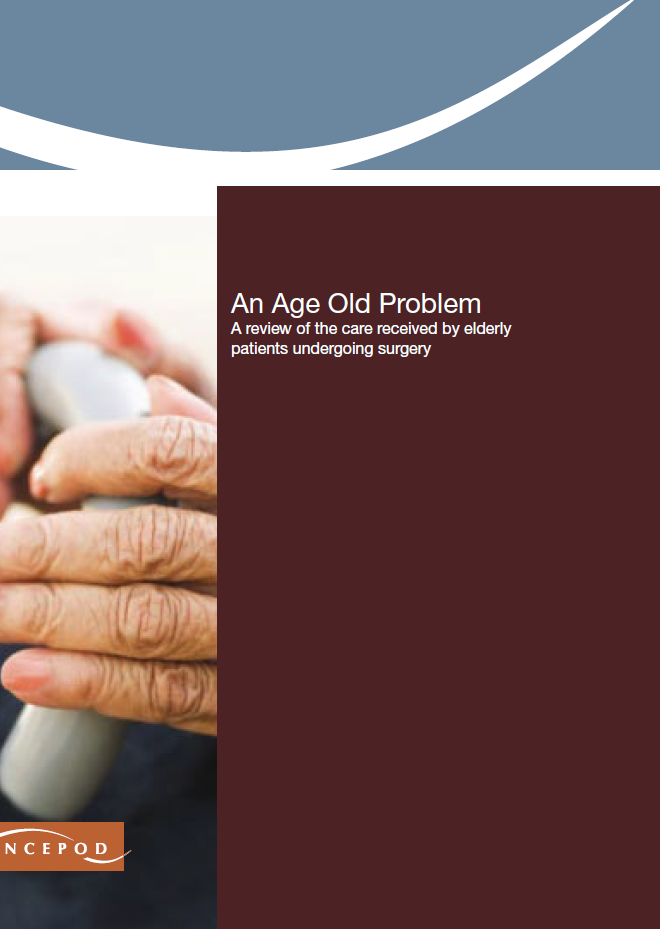 An Age Old Problem
A review of the care received by elderly
patients undergoing surgery
NCEPOD